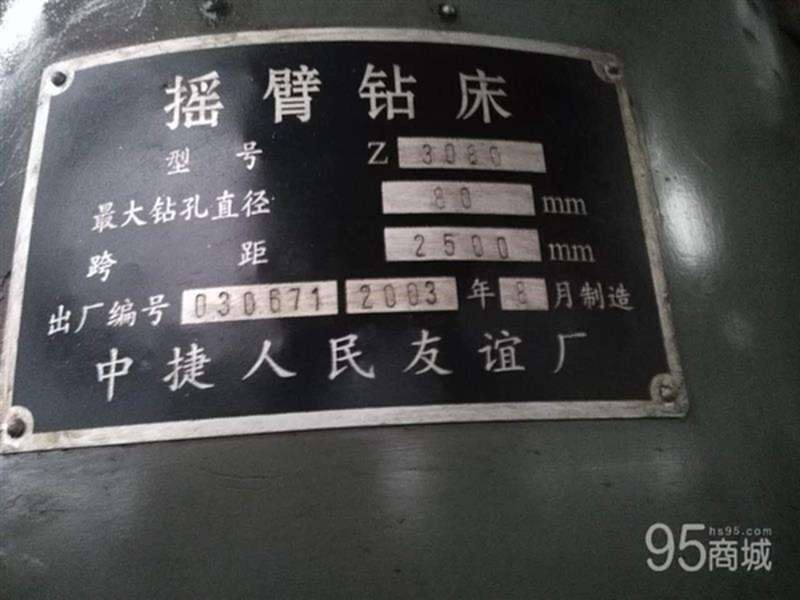 摇臂钻床
型号 Z 3080
最大钻孔直径 80 mm
跨距 2500 mm
出厂编号 030671 2003 年 8 月制造
中捷人民友谊厂
hs95.com
95商城